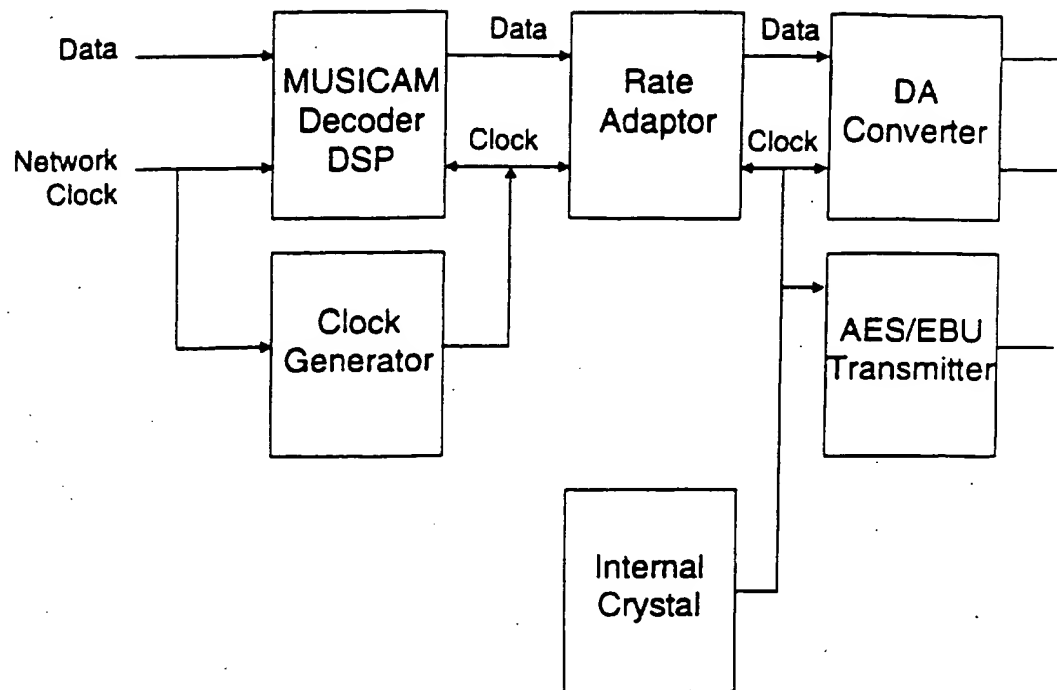 Data
MUSICAM
Decoder
DSP
Data
Rate
Adaptor
Data
DA
Converter
Network
Clock
Clock
Clock
Clock
Generator
AES/EBU
Transmitter
Internal
Crystal